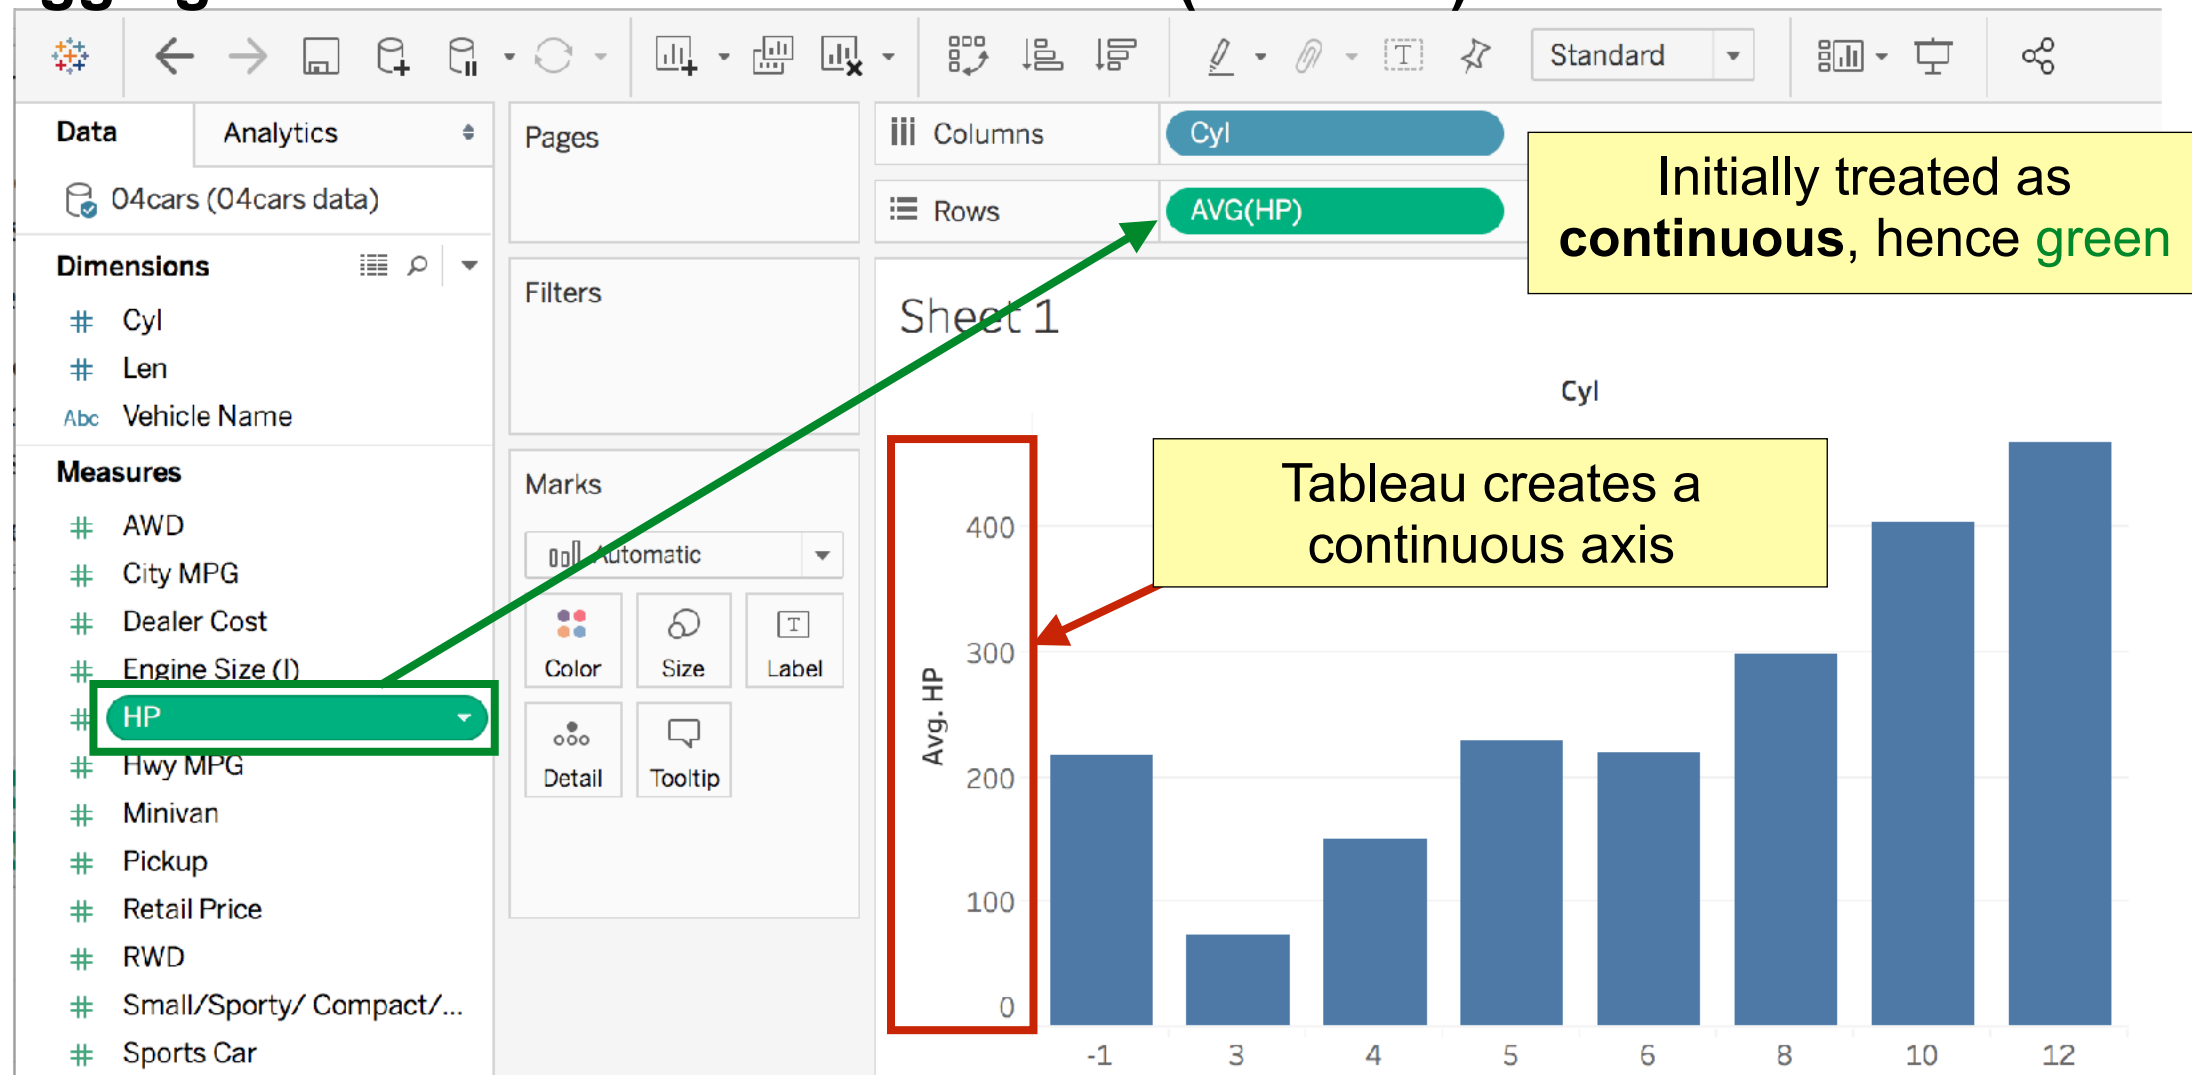 Standard
Data
Analytics
04cars (04cars data)
Dimensions
# Cyl
# Len
Abc Vehicle Name
Measures
# AWD
# City MPG
# Dealer Cost
# Engine Size (l)
# HP
# Hwy MPG
# Minivan
# Pickup
# Retail Price
# RWD
# Small/Sporty/ Compact/...
# Sports Car
Pages
Filters
Marks
Automatic
Color
Size
T
Label
Detail
Tooltip
Columns
Cyl
Rows
AVG(HP)
Initially treated as
continuous, hence green
Sheet 1
Cyl
Tableau creates a
continuous axis
Avg. HP
400
300
200
100
0
-1 3 4 5 6 8 10 12